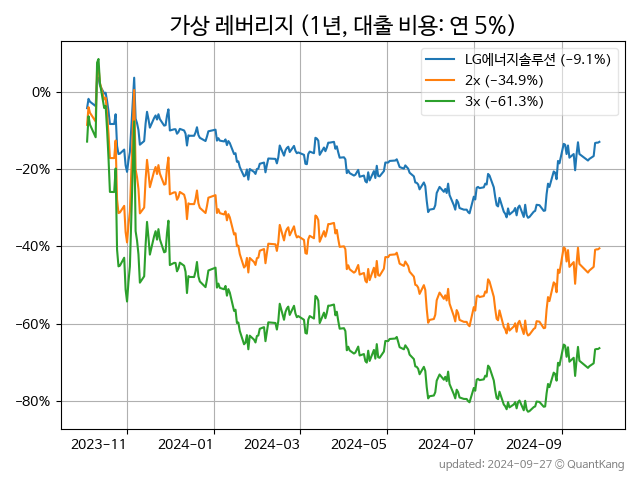 가상 레버리지 (1년, 대출 비용: 연 5%)
LG에너지솔루션 (−9.1%)
2x (−34.9%)
3x (−61.3%)
0%
−20%
−40%
−60%
−80%
2023-11 2024-01 2024-03 2024-05 2024-07 2024-09
updated: 2024-09-27 © QuantKang